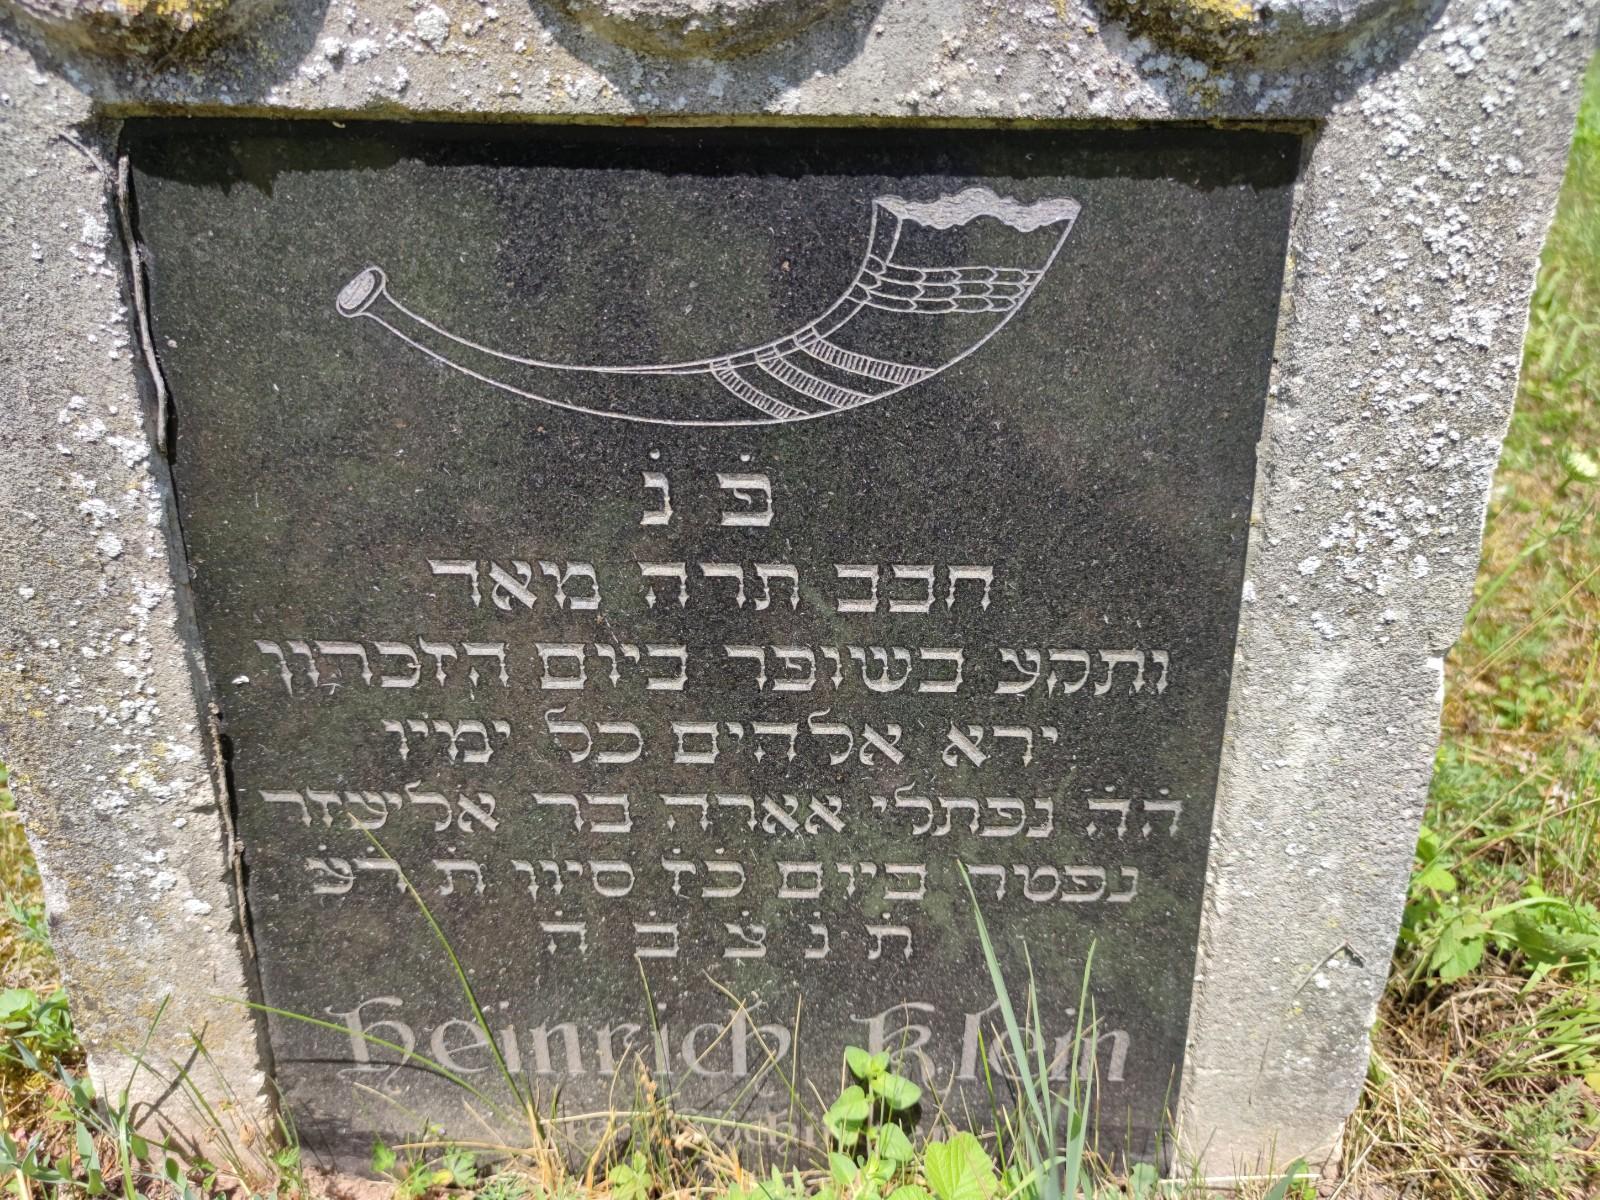 פ֗ נ֗
חבב תרה מאד
ותקע בשופר ביום הזכרון
ירא אלהים כל ימיו
ה֗ה֗ נפתלי אארה בר אליעזר
נפטר ביום כ֗ז֗ סיון ת֗ ר֗ע֗
ת֗ נ֗ צ֗ ב֗ ה֗
Heinrich Klein